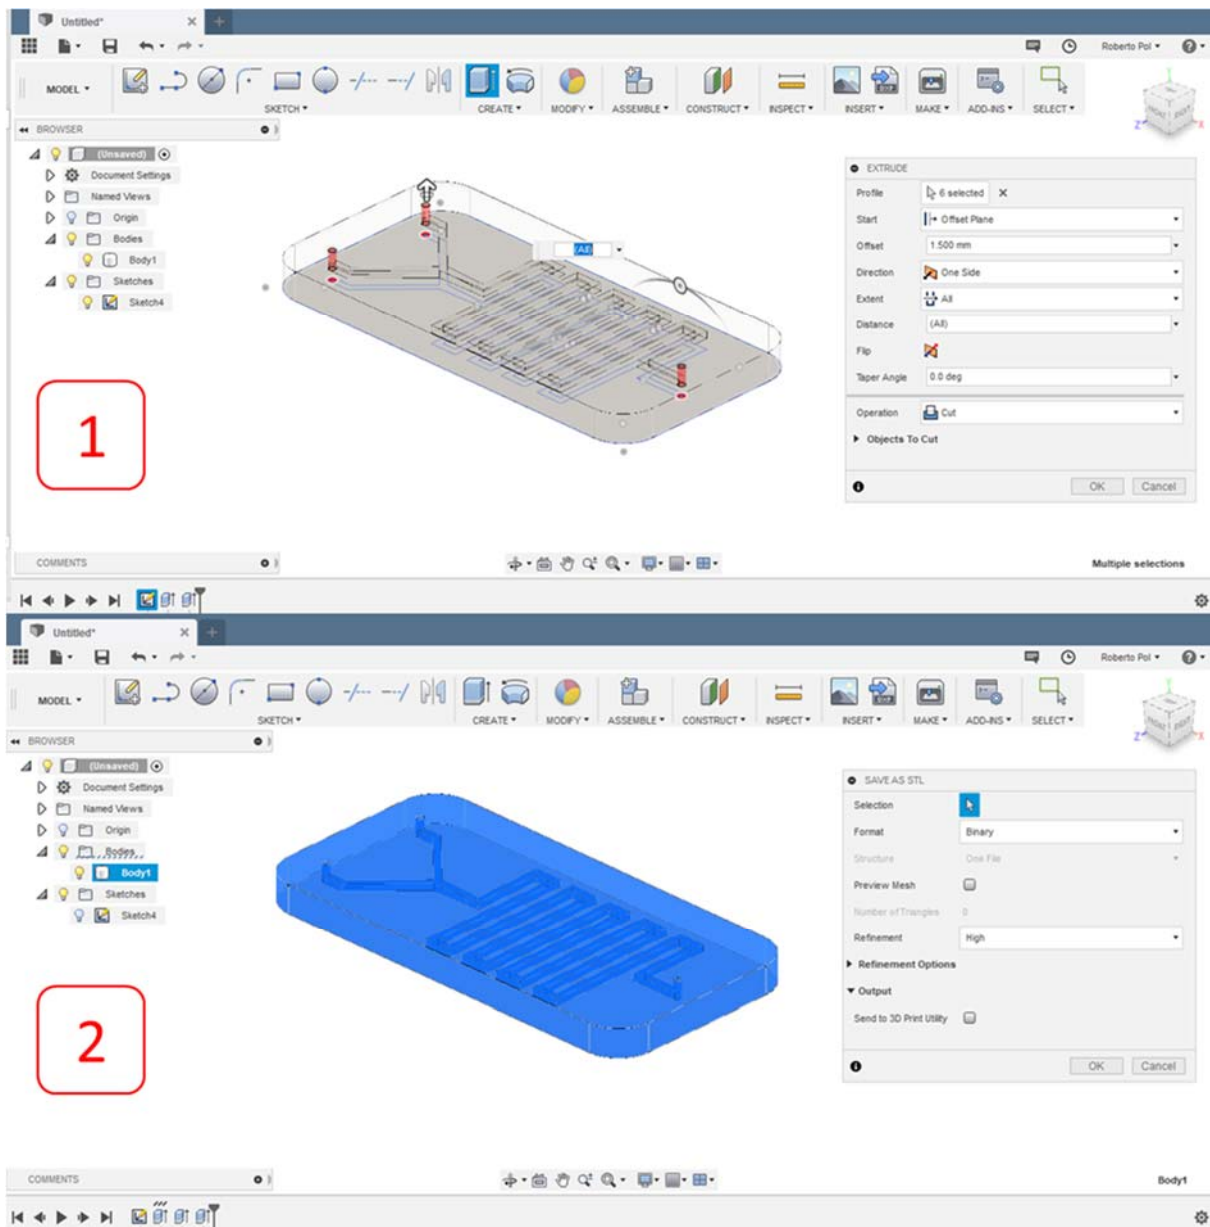 Untitled*
Roberto Pol
MODEL
SKETCH
CREATE
MODIFY
ASSEMBLE
CONSTRUCT
INSPECT
INSERT
MAKE
ADD-INS
SELECT
FRONT
RIGHT
Z
X
BROWSER
(Unsaved)
Document Settings
Named Views
Origin
Bodies
Body1
Sketches
Sketch4
(All)
EXTRUDE
Profile 6 selected
Start Offset Plane
Offset 1.500 mm
Direction One Side
Extent All
Distance (All)
Flip
Taper Angle 0.0 deg
Operation Cut
Objects To Cut
OK Cancel
1
COMMENTS
Multiple selections
Untitled*
Roberto Pol
MODEL
SKETCH
CREATE
MODIFY
ASSEMBLE
CONSTRUCT
INSPECT
INSERT
MAKE
ADD-INS
SELECT
FRONT
RIGHT
Z
X
BROWSER
(Unsaved)
Document Settings
Named Views
Origin
Bodies
Body1
Sketches
Sketch4
SAVE AS STL
Selection
Format Binary
Structure One File
Preview Mesh
Number of Triangles 0
Refinement High
Refinement Options
Output
Send to 3D Print Utility
OK Cancel
2
COMMENTS
Body1